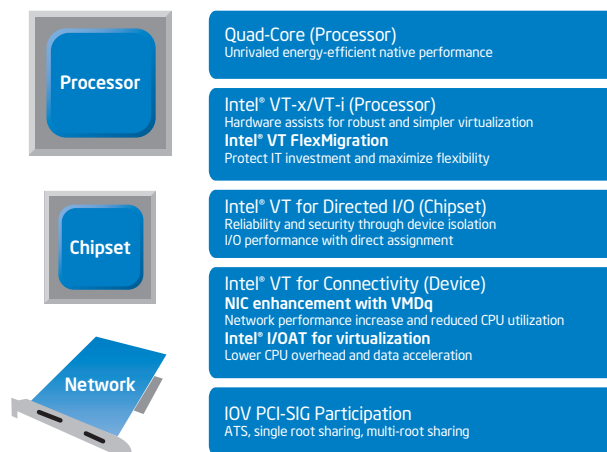 Processor
Quad-Core (Processor)
Unrivaled energy-efficient native performance
Intel® VT-x/VT-i (Processor)
Hardware assists for robust and simpler virtualization
Intel® VT FlexMigration
Protect IT investment and maximize flexibility
Chipset
Intel® VT for Directed I/O (Chipset)
Reliability and security through device isolation
I/O performance with direct assignment
Network
Intel® VT for Connectivity (Device)
NIC enhancement with VMDq
Network performance increase and reduced CPU utilization
Intel® I/OAT for virtualization
Lower CPU overhead and data acceleration
IOV PCI-SIG Participation
ATS, single root sharing, multi-root sharing